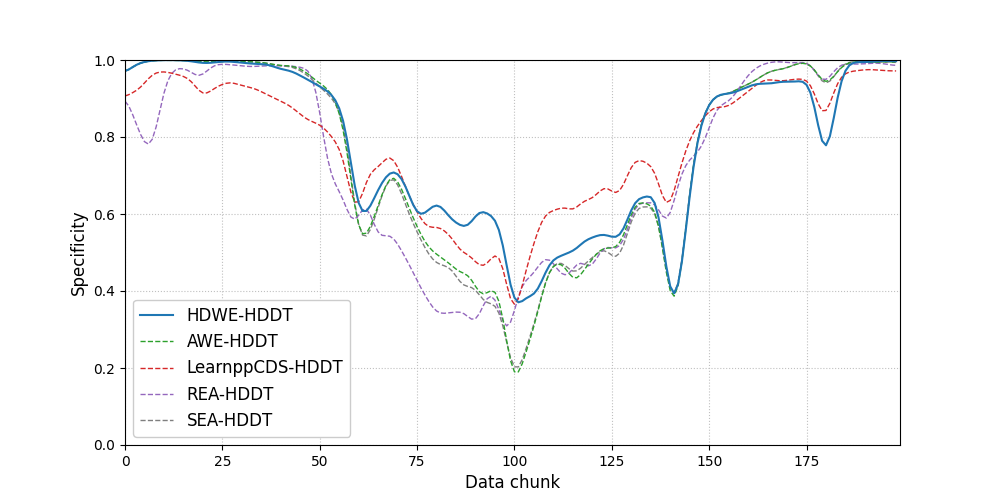 1.0
0.8
0.6
0.4
0.2
0.0
Specificity
HDWE-HDDT
AWE-HDDT
LearnppCDS-HDDT
REA-HDDT
SEA-HDDT
0 25 50 75 100 125 150 175
Data chunk